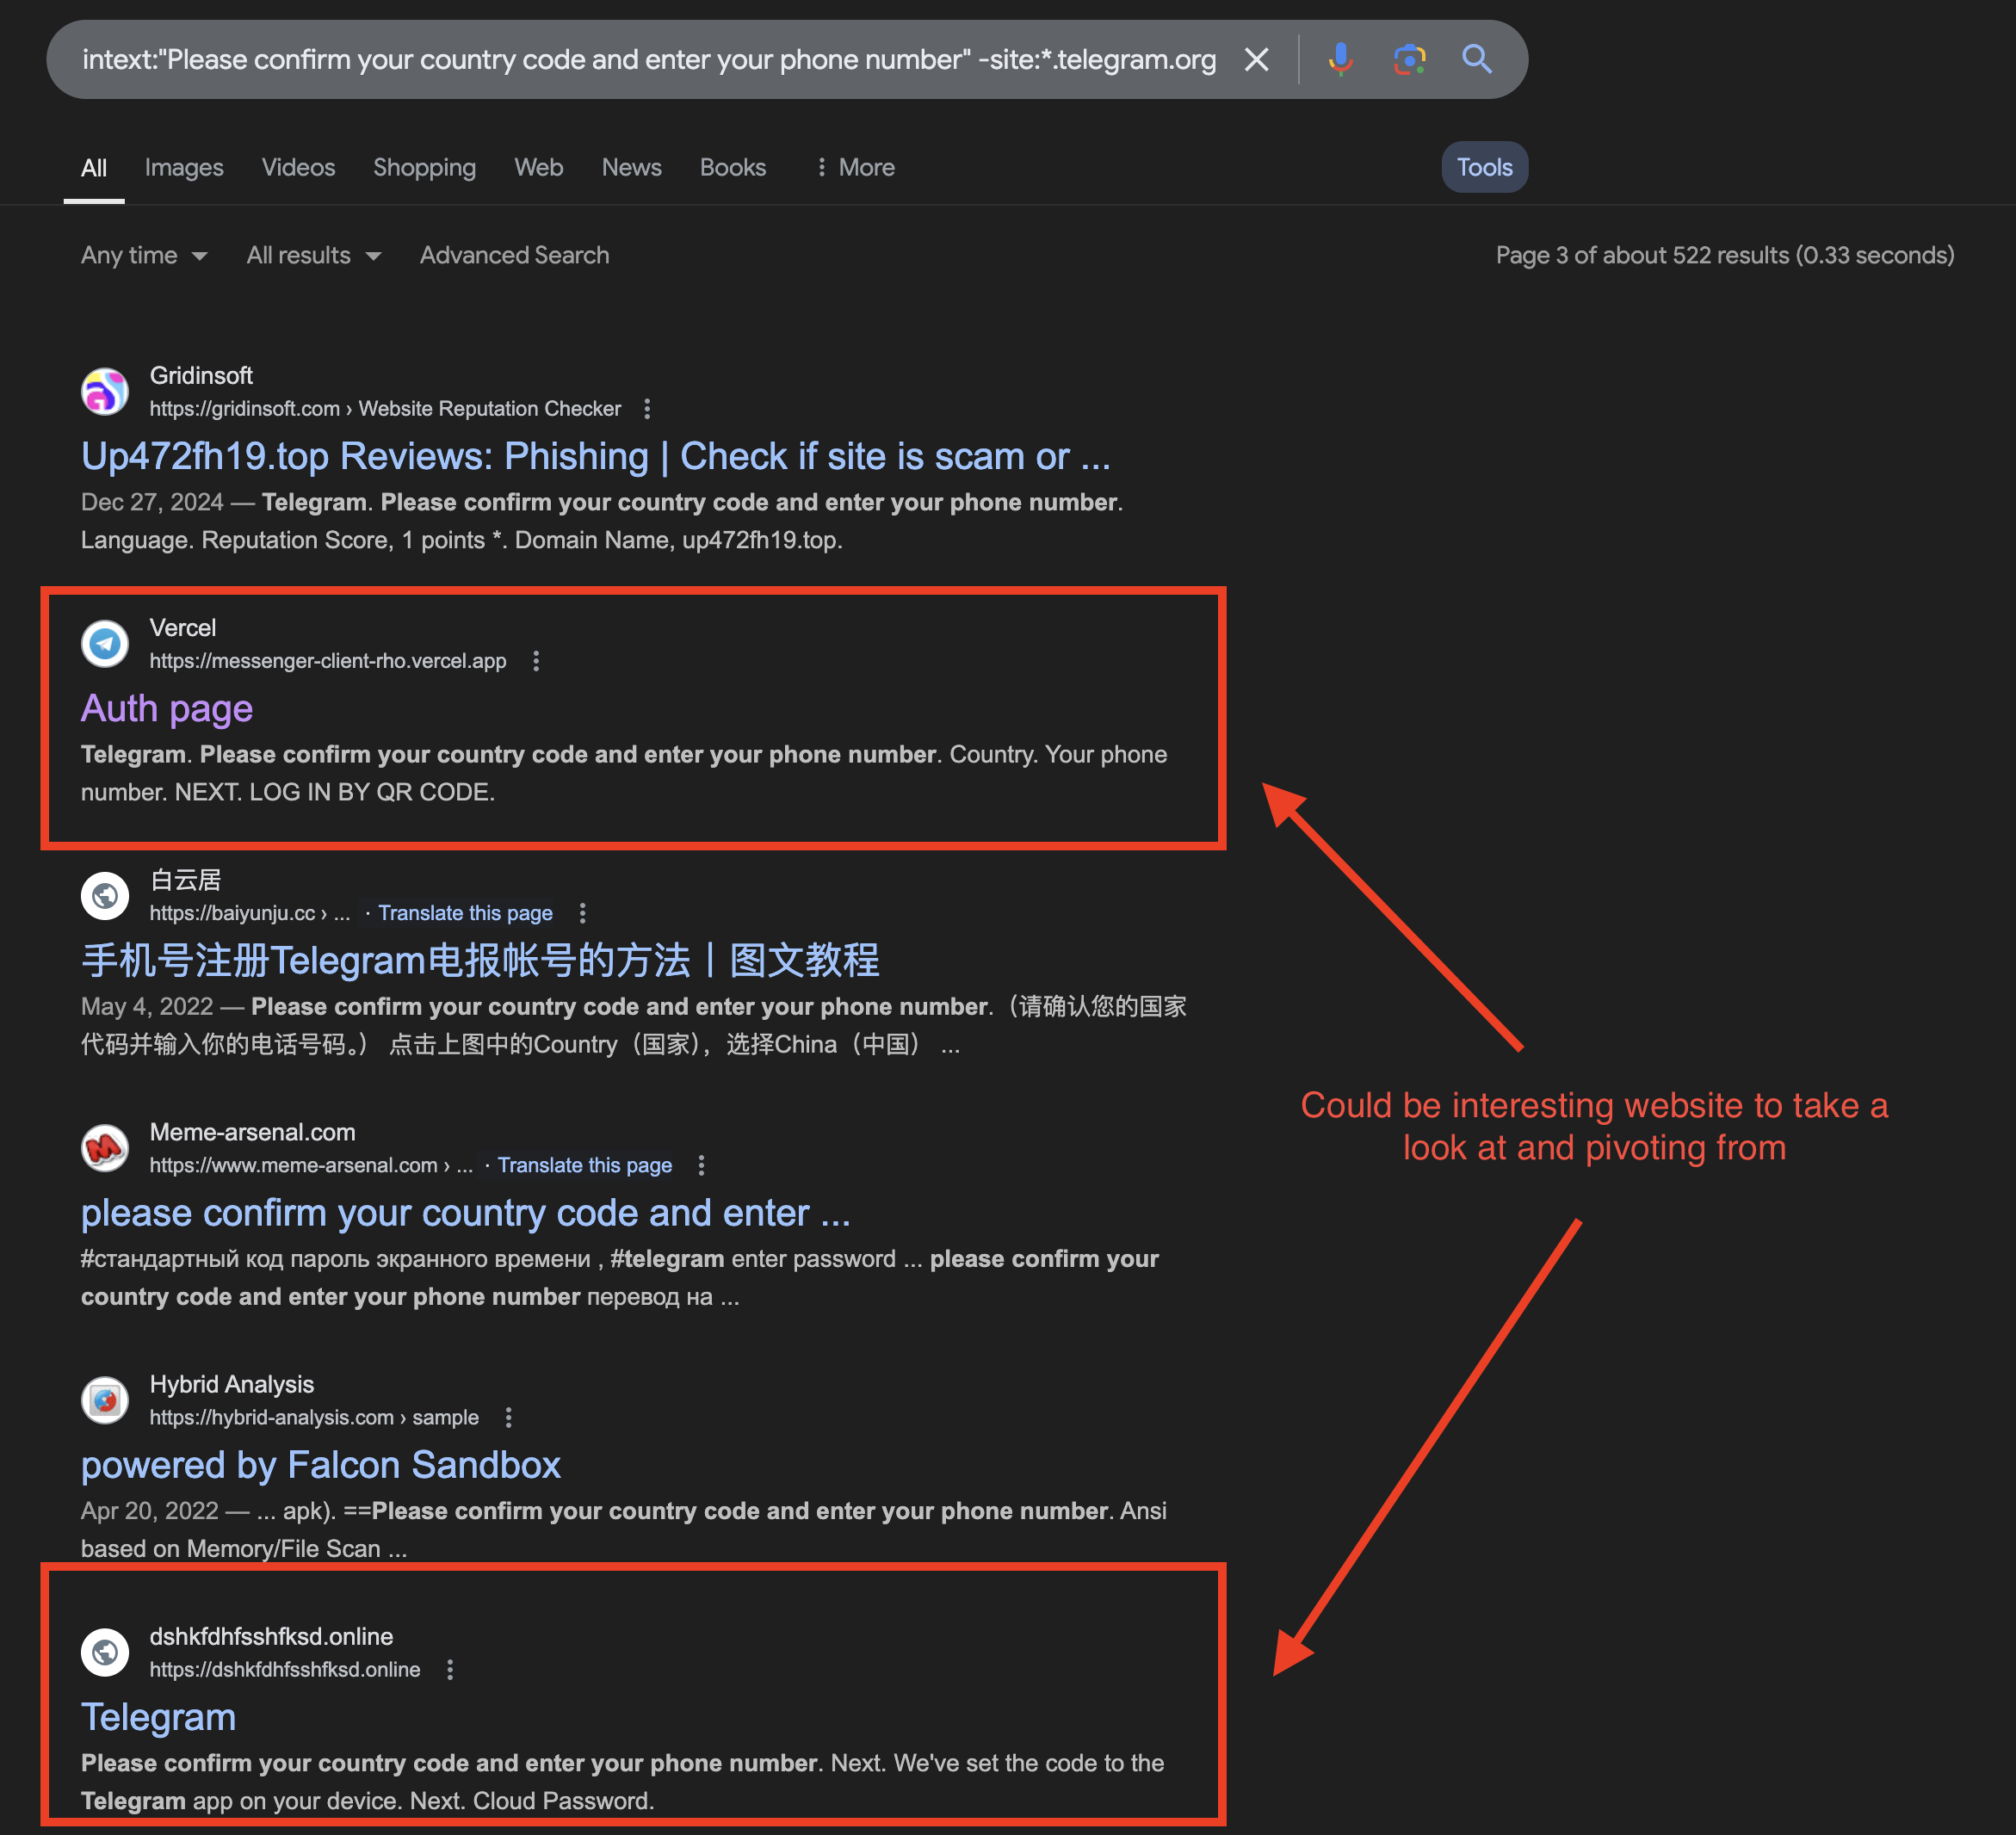 intext:"Please confirm your country code and enter your phone number" -site:*.telegram.org
All Images Videos Shopping Web News Books More Tools
Any time All results Advanced Search Page 3 of about 522 results (0.33 seconds)
Gridinsoft
https://gridinsoft.com › Website Reputation Checker
Up472fh19.top Reviews: Phishing | Check if site is scam or ...
Dec 27, 2024 — Telegram. Please confirm your country code and enter your phone number.
Language. Reputation Score, 1 points *. Domain Name, up472fh19.top.
Vercel
https://messenger-client-rho.vercel.app
Auth page
Telegram. Please confirm your country code and enter your phone number. Country. Your phone
number. NEXT. LOG IN BY QR CODE.
白云居
https://baiyunju.cc › ... · Translate this page
手机号注册Telegram电报帐号的方法丨图文教程
May 4, 2022 — Please confirm your country code and enter your phone number.（请确认您的国家
代码并输入你的电话号码。） 点击上图中的Country（国家），选择China（中国） ...
Could be interesting website to take a
look at and pivoting from
Meme-arsenal.com
https://www.meme-arsenal.com › ... · Translate this page
please confirm your country code and enter ...
#стандартный код пароль экранного времени , #telegram enter password ... please confirm your
country code and enter your phone number перевод на ...
Hybrid Analysis
https://hybrid-analysis.com › sample
powered by Falcon Sandbox
Apr 20, 2022 — ... apk). ==Please confirm your country code and enter your phone number. Ansi
based on Memory/File Scan ...
dshkfdhfsshfksd.online
https://dshkfdhfsshfksd.online
Telegram
Please confirm your country code and enter your phone number. Next. We've set the code to the
Telegram app on your device. Next. Cloud Password.